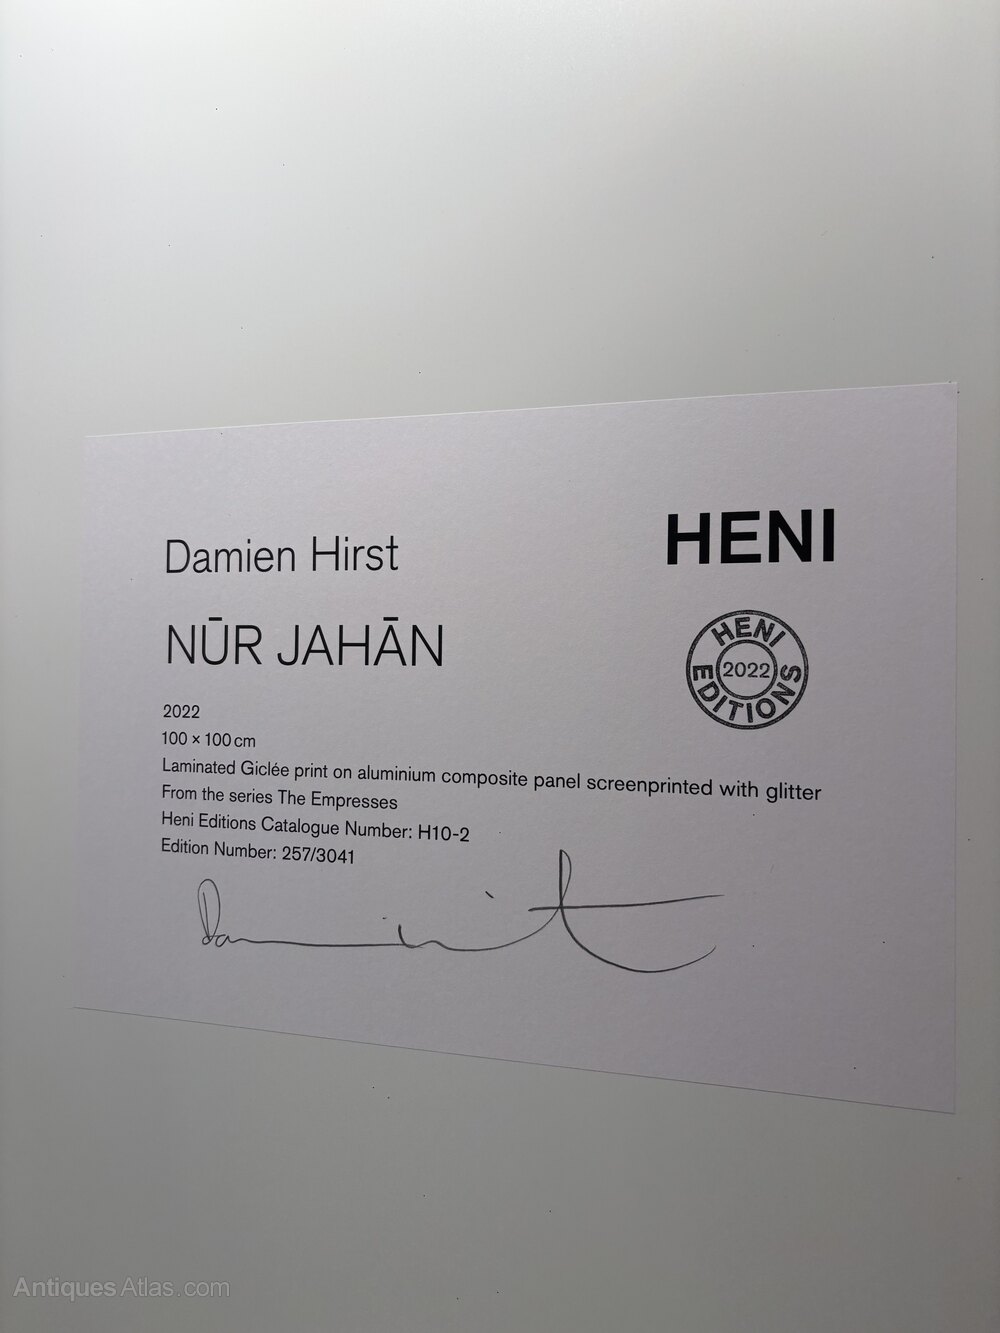 Damien Hirst
HENI
NŪR JAHĀN
HENI EDITIONS
2022
2022
100 × 100 cm
Laminated Giclée print on aluminium composite panel screenprinted with glitter
From the series The Empresses
Heni Editions Catalogue Number: H10-2
Edition Number: 257/3041
AntiquesAtlas.com